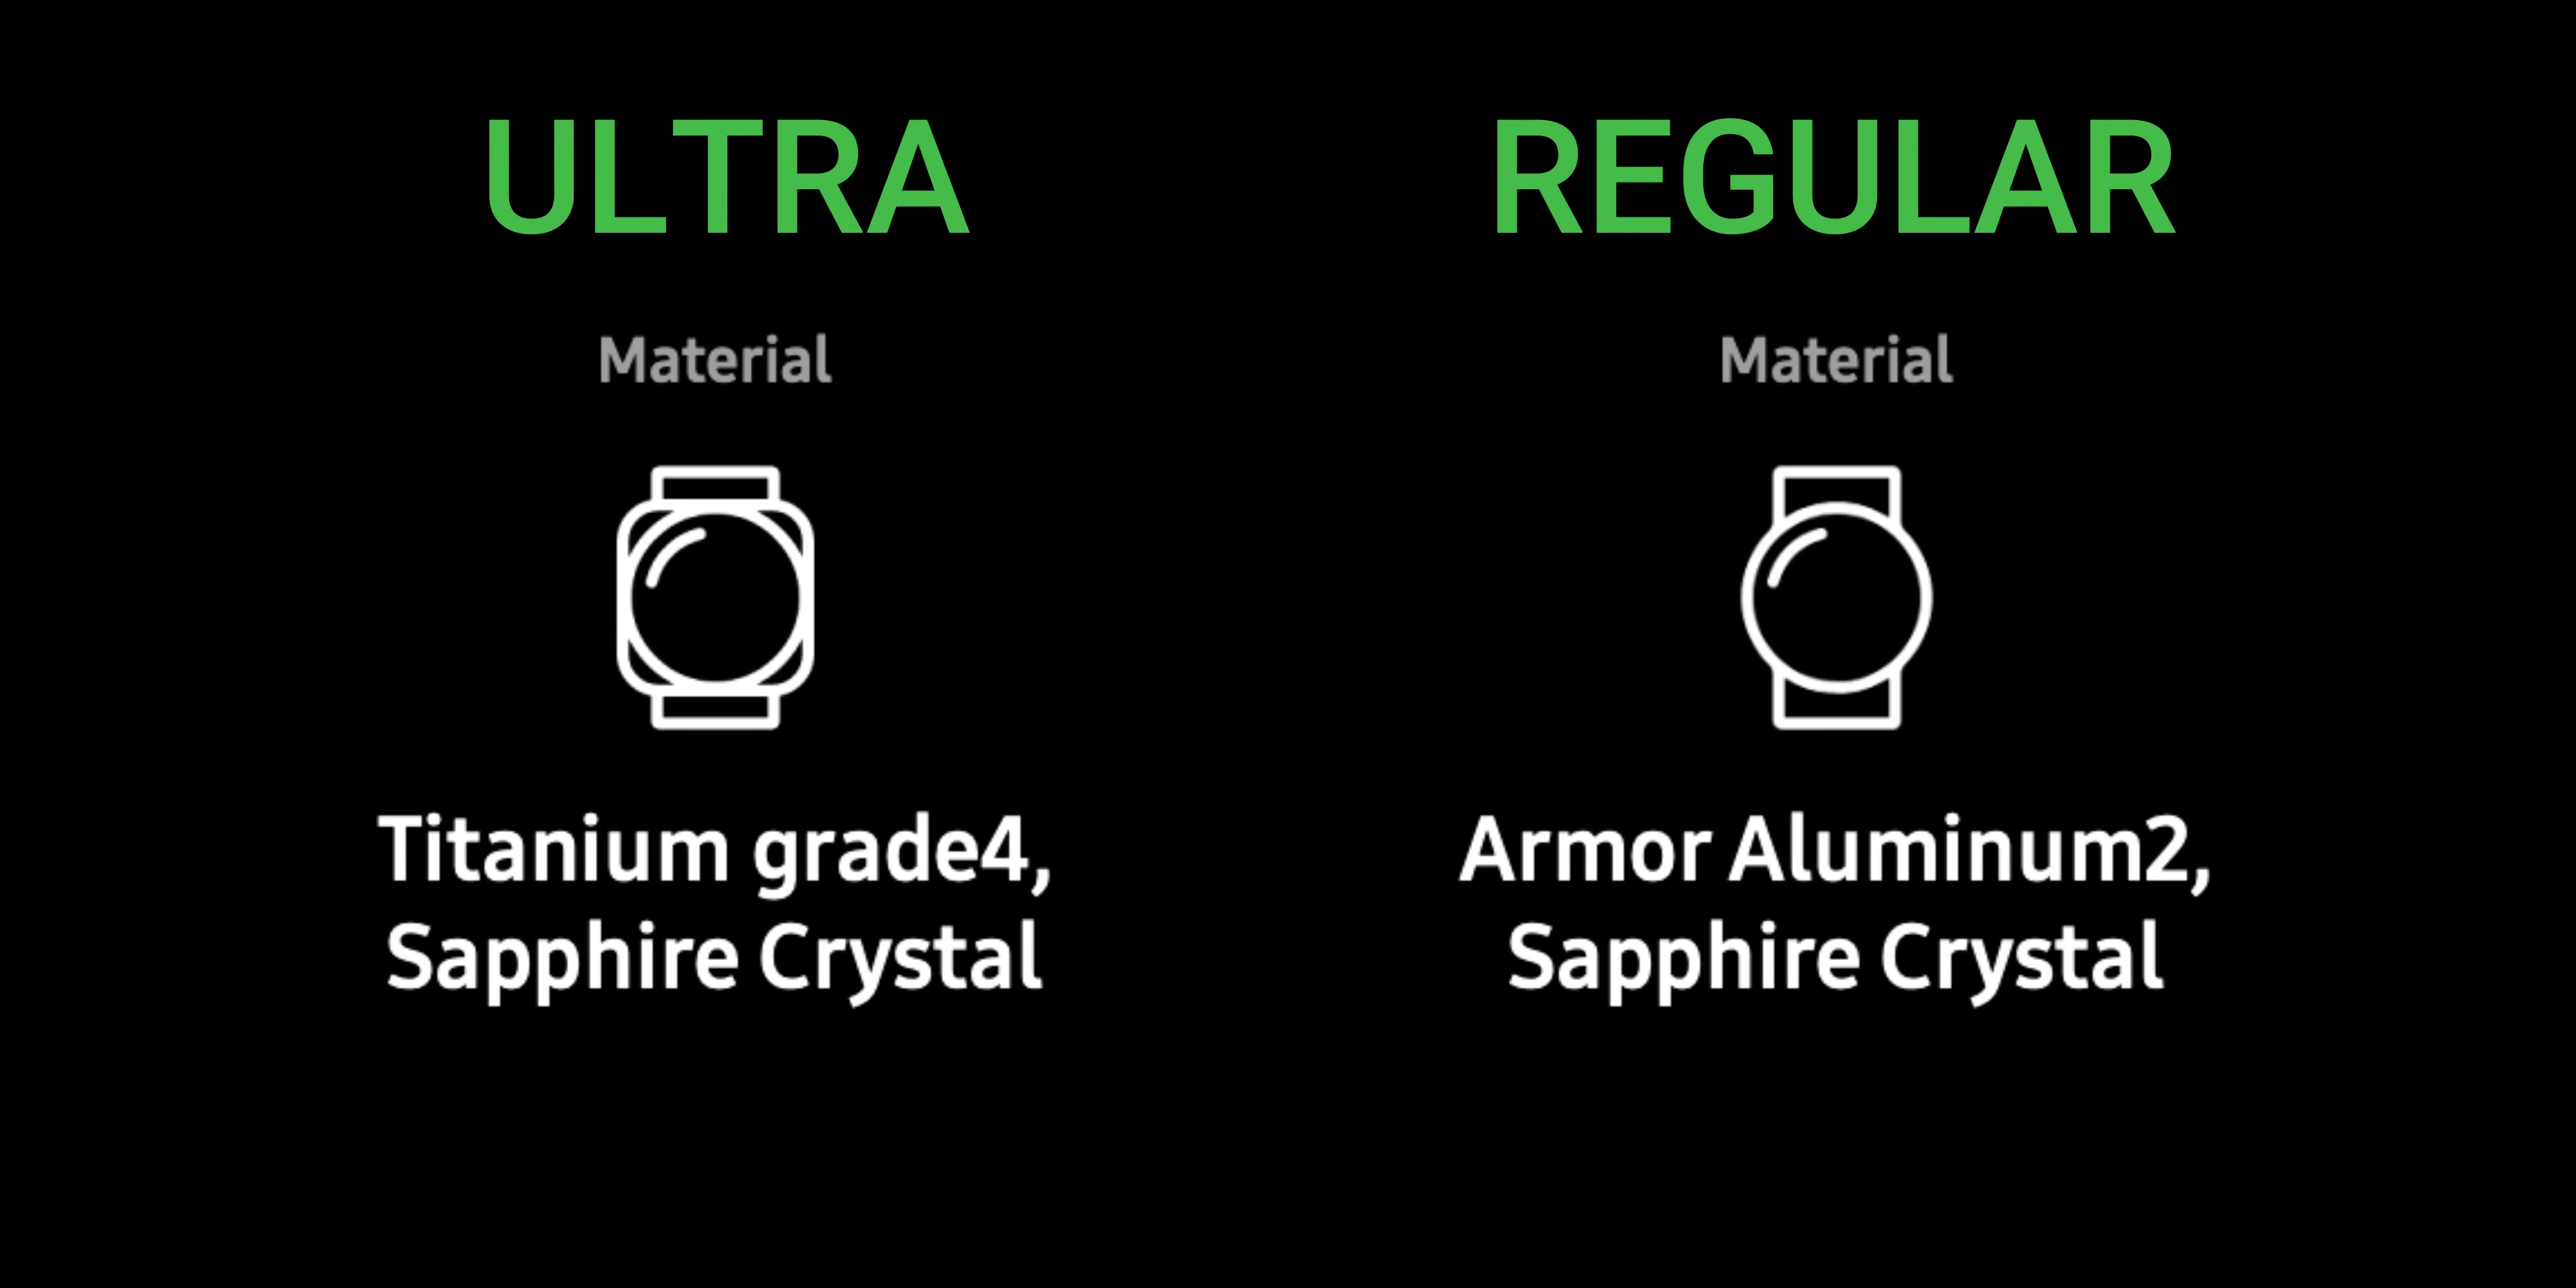 ULTRA
Material
Titanium grade4,
Sapphire Crystal
REGULAR
Material
Armor Aluminum2,
Sapphire Crystal